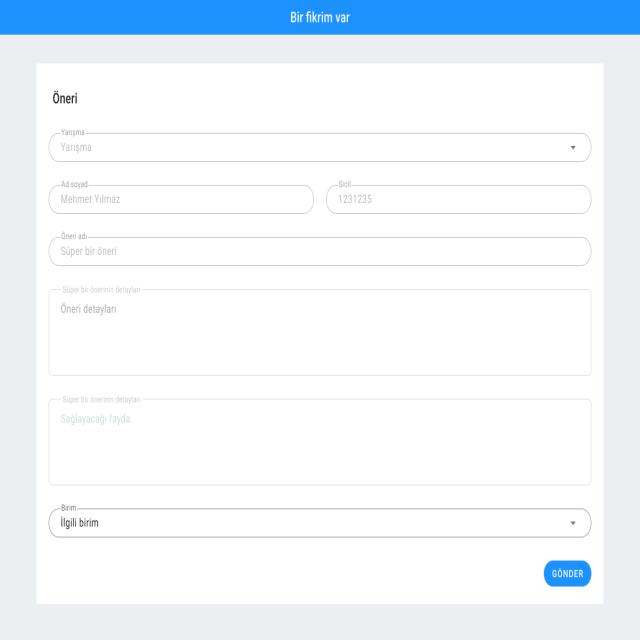 Bir fikrim var
Öneri
Yarışma
Yarışma
Ad soyad
Sicil
Mehmet Yılmaz
1231235
Öneri adı
Süper bir öneri
Süper bir önerinin detayları
Öneri detayları
Süper bir önerinin detayları
Sağlayacağı fayda
Birim
İlgili birim
GÖNDER